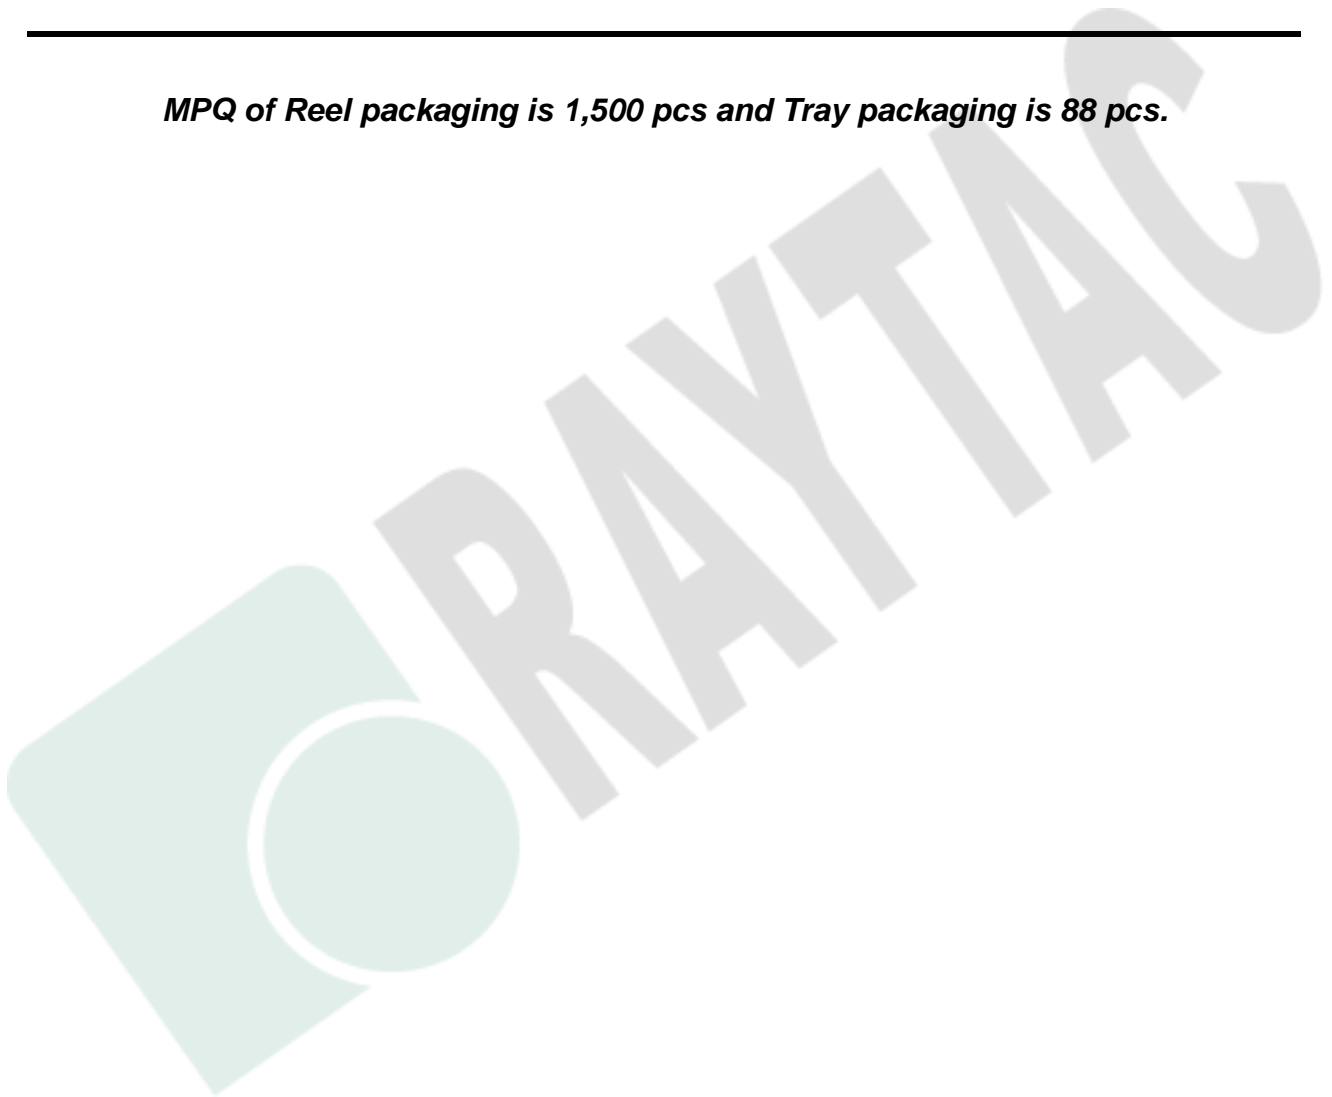 MPQ of Reel packaging is 1,500 pcs and Tray packaging is 88 pcs.
RAYTAC